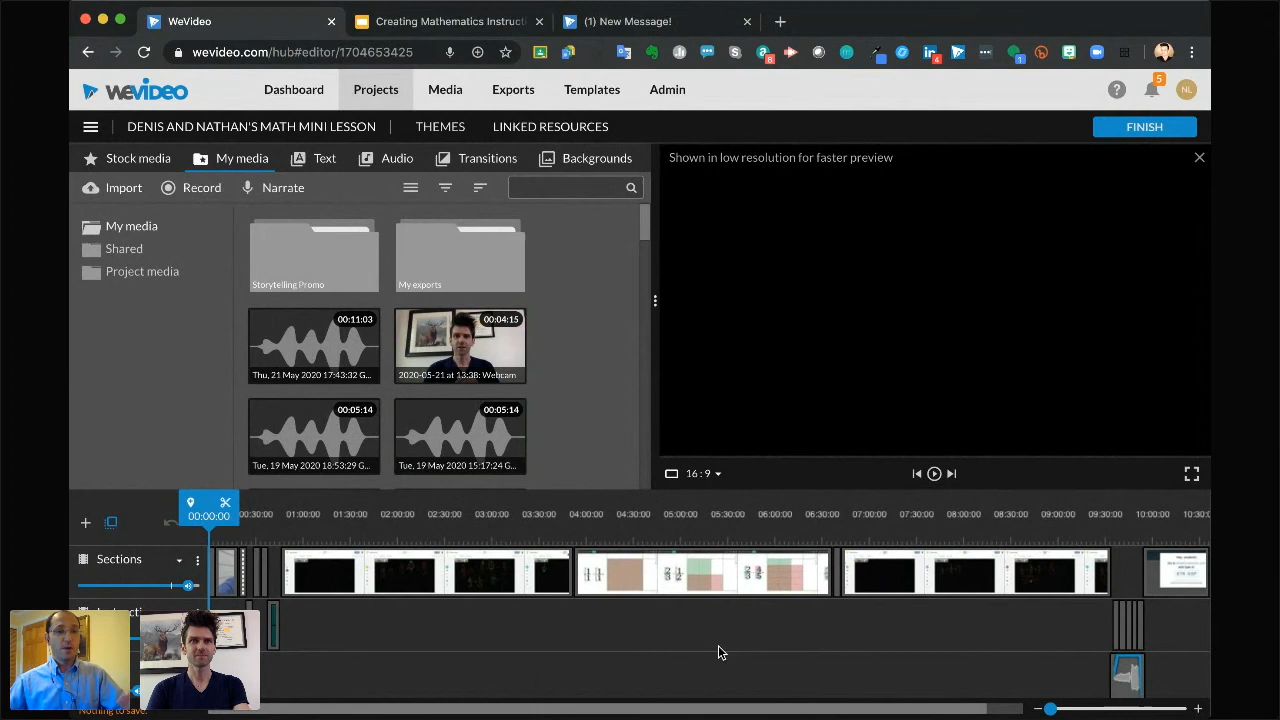 WeVideo
Creating Mathematics Instructi
(1) New Message!
wevideo.com/hub#editor/1704653425
WEVIDEO
Dashboard
Projects
Media
Exports
Templates
Admin
5
NL
DENIS AND NATHAN'S MATH MINI LESSON
THEMES
LINKED RESOURCES
FINISH
Stock media
My media
Text
Audio
Transitions
Backgrounds
Shown in low resolution for faster preview
Import
Record
Narrate
My media
Shared
Project media
Storytelling Promo
My exports
00:11:03
Thu, 21 May 2020 17:43:32 G...
00:04:15
2020-05-21 at 13:38: Webcam
00:05:14
Tue, 19 May 2020 18:53:29 G...
00:05:14
Tue, 19 May 2020 15:17:24 G...
16:9
00:00:00
00:30:00 01:00:00 01:30:00 02:00:00 02:30:00 03:00:00 03:30:00 04:00:00 04:30:00 05:00:00 05:30:00 06:00:00 06:30:00 07:00:00 07:30:00 08:00:00 08:30:00 09:00:00 09:30:00 10:00:00 10:30:
Sections
Nothing to save.